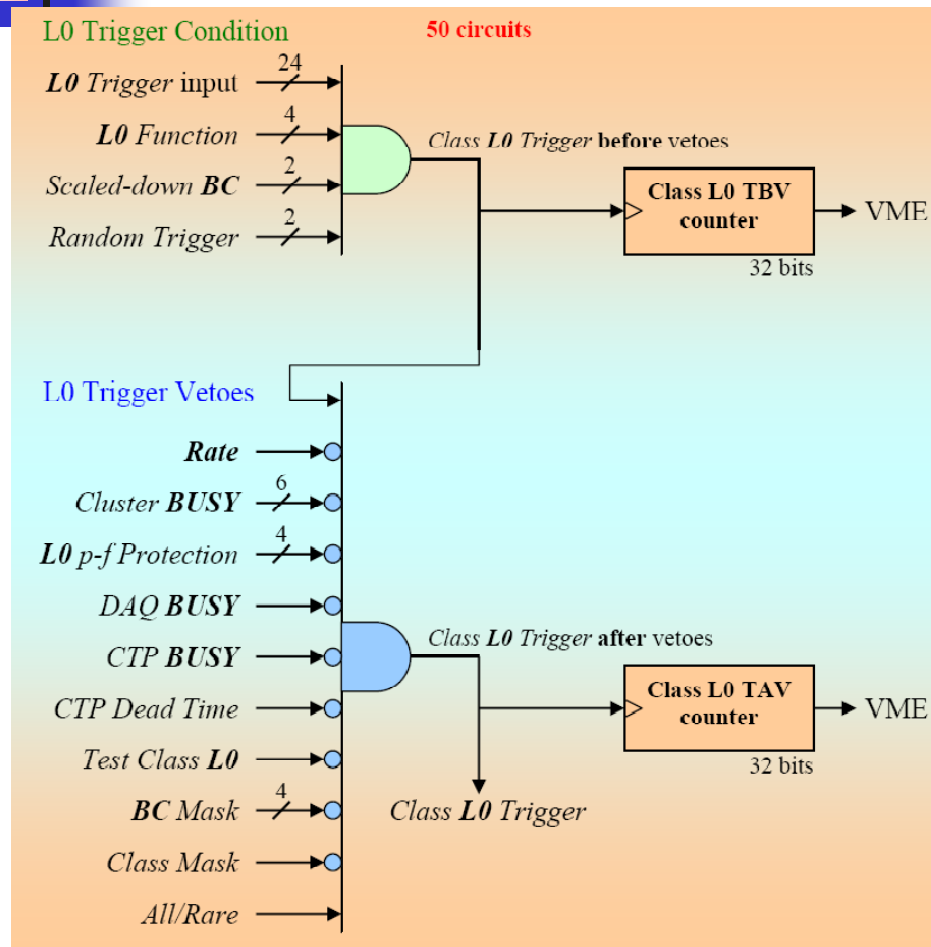 L0 Trigger Condition
50 circuits
24
L0 Trigger input
4
L0 Function
Class L0 Trigger before vetoes
2
Scaled-down BC
Class L0 TBV
counter
VME
2
Random Trigger
32 bits
L0 Trigger Vetoes
Rate
6
Cluster BUSY
4
L0 p-f Protection
DAQ BUSY
Class L0 Trigger after vetoes
CTP BUSY
Class L0 TAV
counter
VME
CTP Dead Time
Test Class L0
32 bits
4
BC Mask
Class L0 Trigger
Class Mask
All/Rare